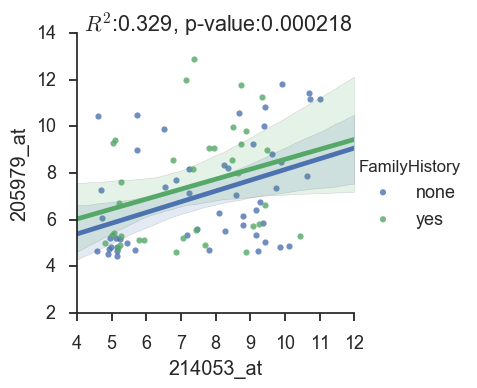 R²:0.329, p-value:0.000218
14
12
10
8
6
4
2
205979_at
4 5 6 7 8 9 10 11 12
214053_at
FamilyHistory
none
yes